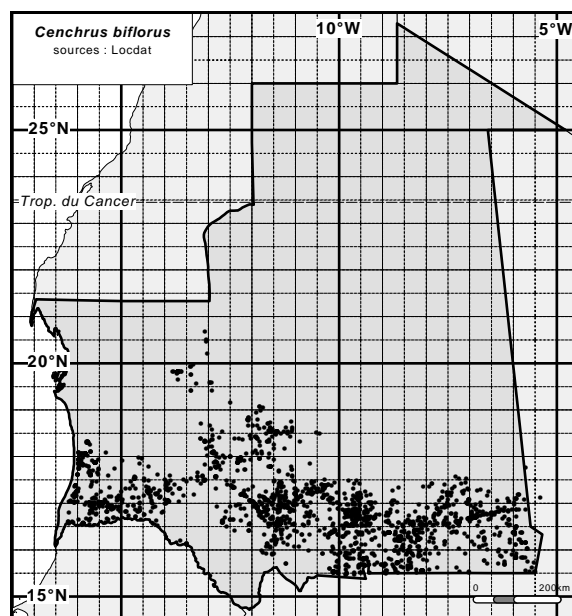 Cenchrus biflorus
sources : Locdat
10°W
5°W
25°N
Trop. du Cancer
20°N
15°N
0 200km